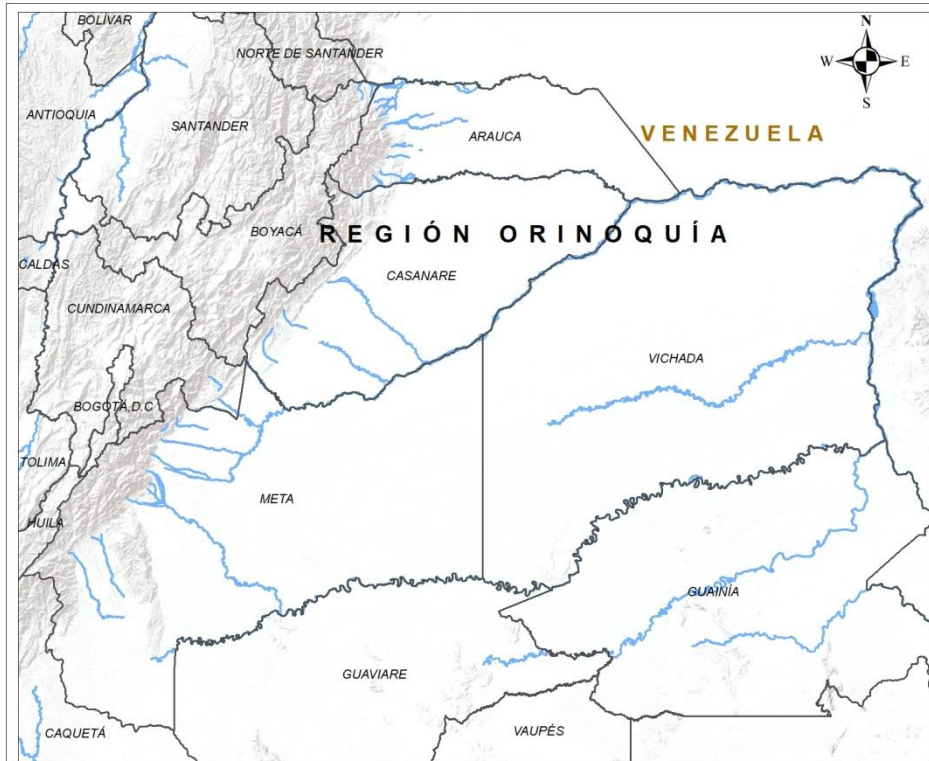 BOLÍVAR
N
NORTE DE SANTANDER
W
E
S
ANTIOQUIA
SANTANDER
ARAUCA
VENEZUELA
BOYACÁ
REGIÓN ORINOQUÍA
CALDAS
CASANARE
CUNDINAMARCA
VICHADA
BOGOTÁ,D.C
TOLIMA
META
HUILA
GUAINÍA
GUAVIARE
CAQUETÁ
VAUPÉS